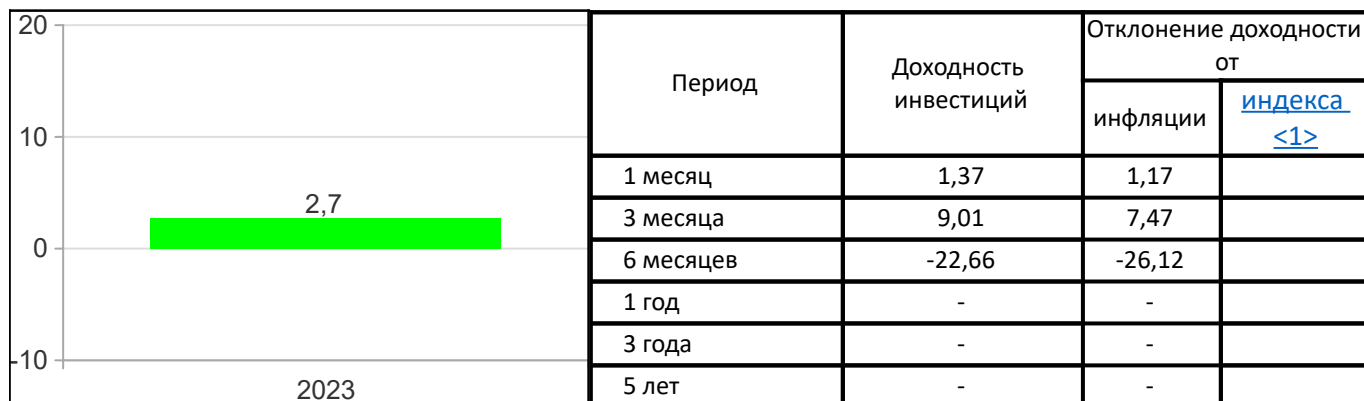 20
10
0
-10
2,7
2023
Период
Доходность
инвестиций
Отклонение доходности
от
инфляции
индекса
<1>
1 месяц 1,37 1,17
3 месяца 9,01 7,47
6 месяцев -22,66 -26,12
1 год - -
3 года - -
5 лет - -